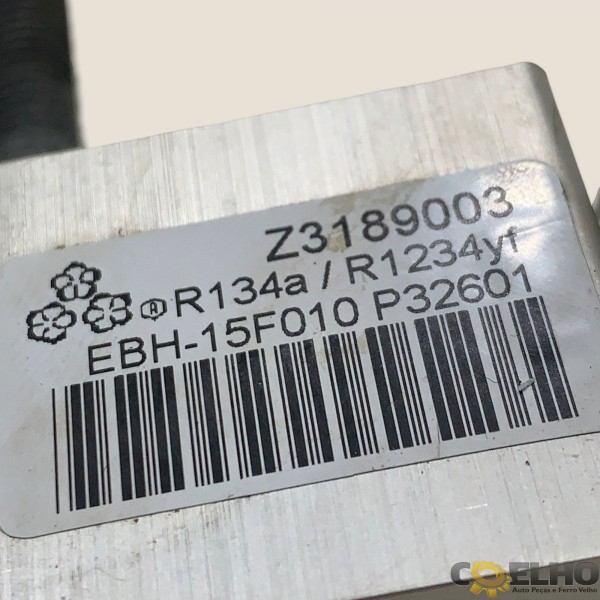 Z3189003
®R134a / R1234yf
EBH-15F010 P32601
COELHO
Auto Peças e Ferro Velho